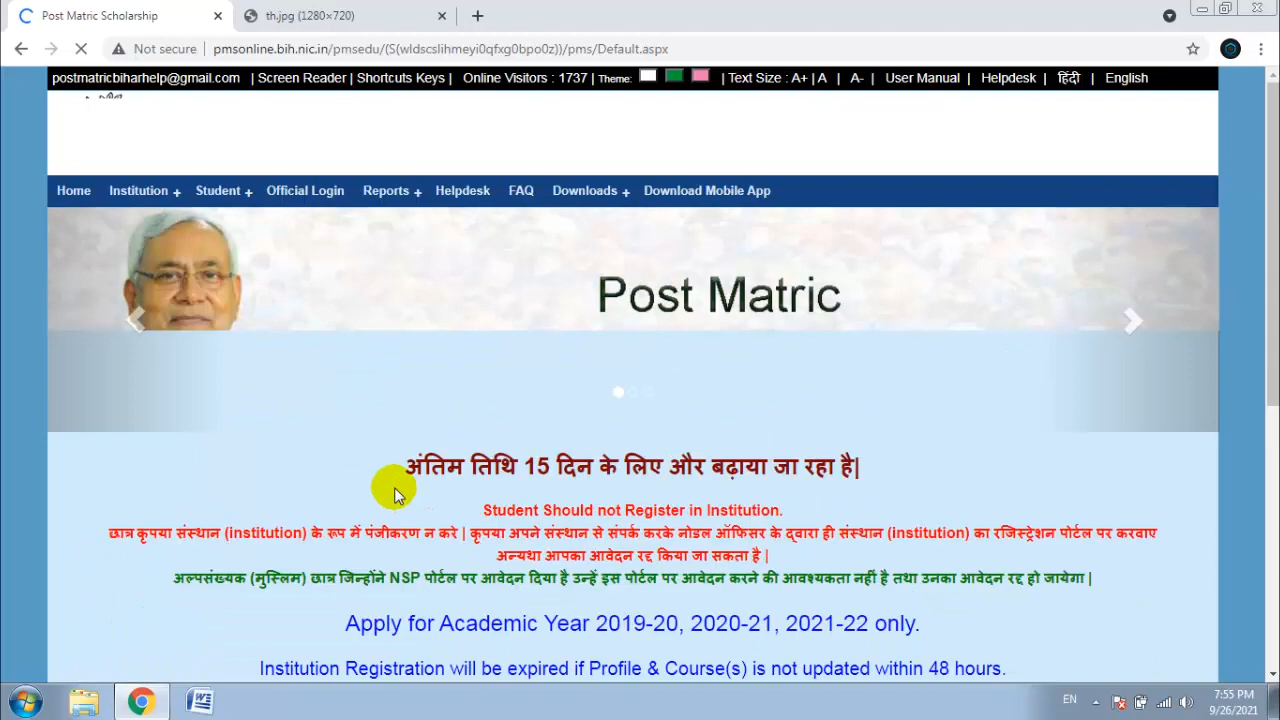 Post Matric Scholarship
th.jpg (1280×720)
Not secure | pmsonline.bih.nic.in/pmsedu/(S(wldscslihmeyi0qfxg0bpo0z))/pms/Default.aspx
postmatricbiharhelp@gmail.com | Screen Reader | Shortcuts Keys | Online Visitors : 1737 | Theme: | Text Size : A+ | A A- | User Manual | Helpdesk | हिंदी | English
Home Institution + Student + Official Login Reports + Helpdesk FAQ Downloads + Download Mobile App
Post Matric
अंतिम तिथि 15 दिन के लिए और बढ़ाया जा रहा है|
Student Should not Register in Institution.
छात्र कृपया संस्थान (institution) के रूप में पंजीकरण न करे | कृपया अपने संस्थान से संपर्क करके नोडल ऑफिसर के द्वारा ही संस्थान (institution) का रजिस्ट्रेशन पोर्टल पर करवाए
अन्यथा आपका आवेदन रद्द किया जा सकता है |
अल्पसंख्यक (मुस्लिम) छात्र जिन्होंने NSP पोर्टल पर आवेदन दिया है उन्हें इस पोर्टल पर आवेदन करने की आवश्यकता नहीं है तथा उनका आवेदन रद्द हो जायेगा |
Apply for Academic Year 2019-20, 2020-21, 2021-22 only.
Institution Registration will be expired if Profile & Course(s) is not updated within 48 hours.
EN
7:55 PM
9/26/2021